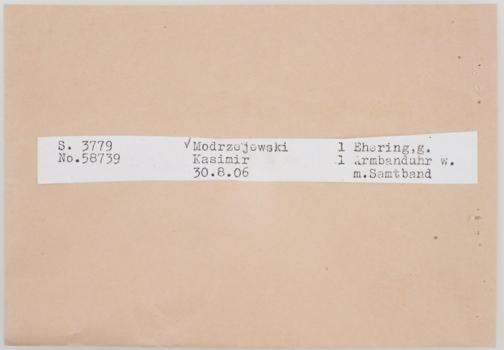 S. 3779 ✓Modrzejewski 1 Ehering,g.
No.58739 Kasimir 1 Armbanduhr w.
30.8.06 m.Samtband